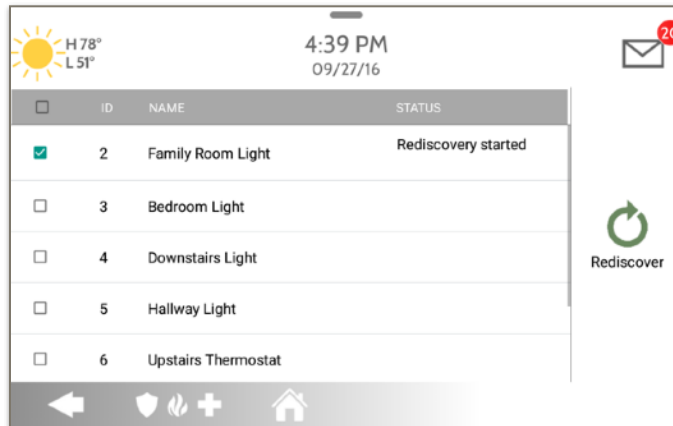 H 78°
L 51°
4:39 PM
09/27/16
20
ID NAME STATUS
2 Family Room Light Rediscovery started
3 Bedroom Light
4 Downstairs Light
5 Hallway Light
6 Upstairs Thermostat
Rediscover